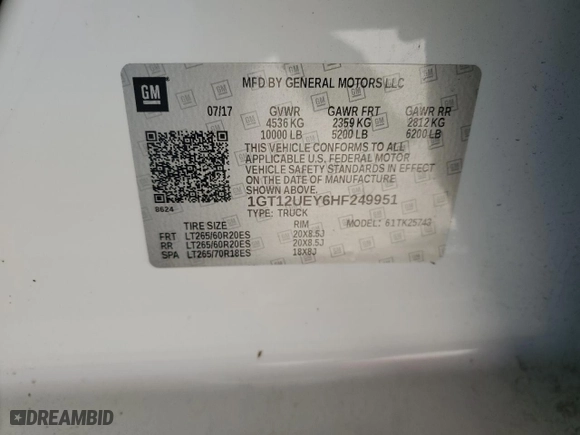 GM
MFD BY GENERAL MOTORS LLC
07/17 GVWR GAWR FRT GAWR RR
4536 KG 2359 KG 2812 KG
10000 LB 5200 LB 6200 LB
THIS VEHICLE CONFORMS TO ALL
APPLICABLE U.S. FEDERAL MOTOR
VEHICLE SAFETY STANDARDS IN EFFECT
ON THE DATE OF MANUFACTURE
SHOWN ABOVE.
8624
1GT12UEY6HF249951
TYPE: TRUCK MODEL: 61TK25743
TIRE SIZE RIM
FRT LT265/60R20ES 20X8.5J
RR LT265/60R20ES 20X8.5J
SPA LT265/70R18ES 18X8J
DREAMBID